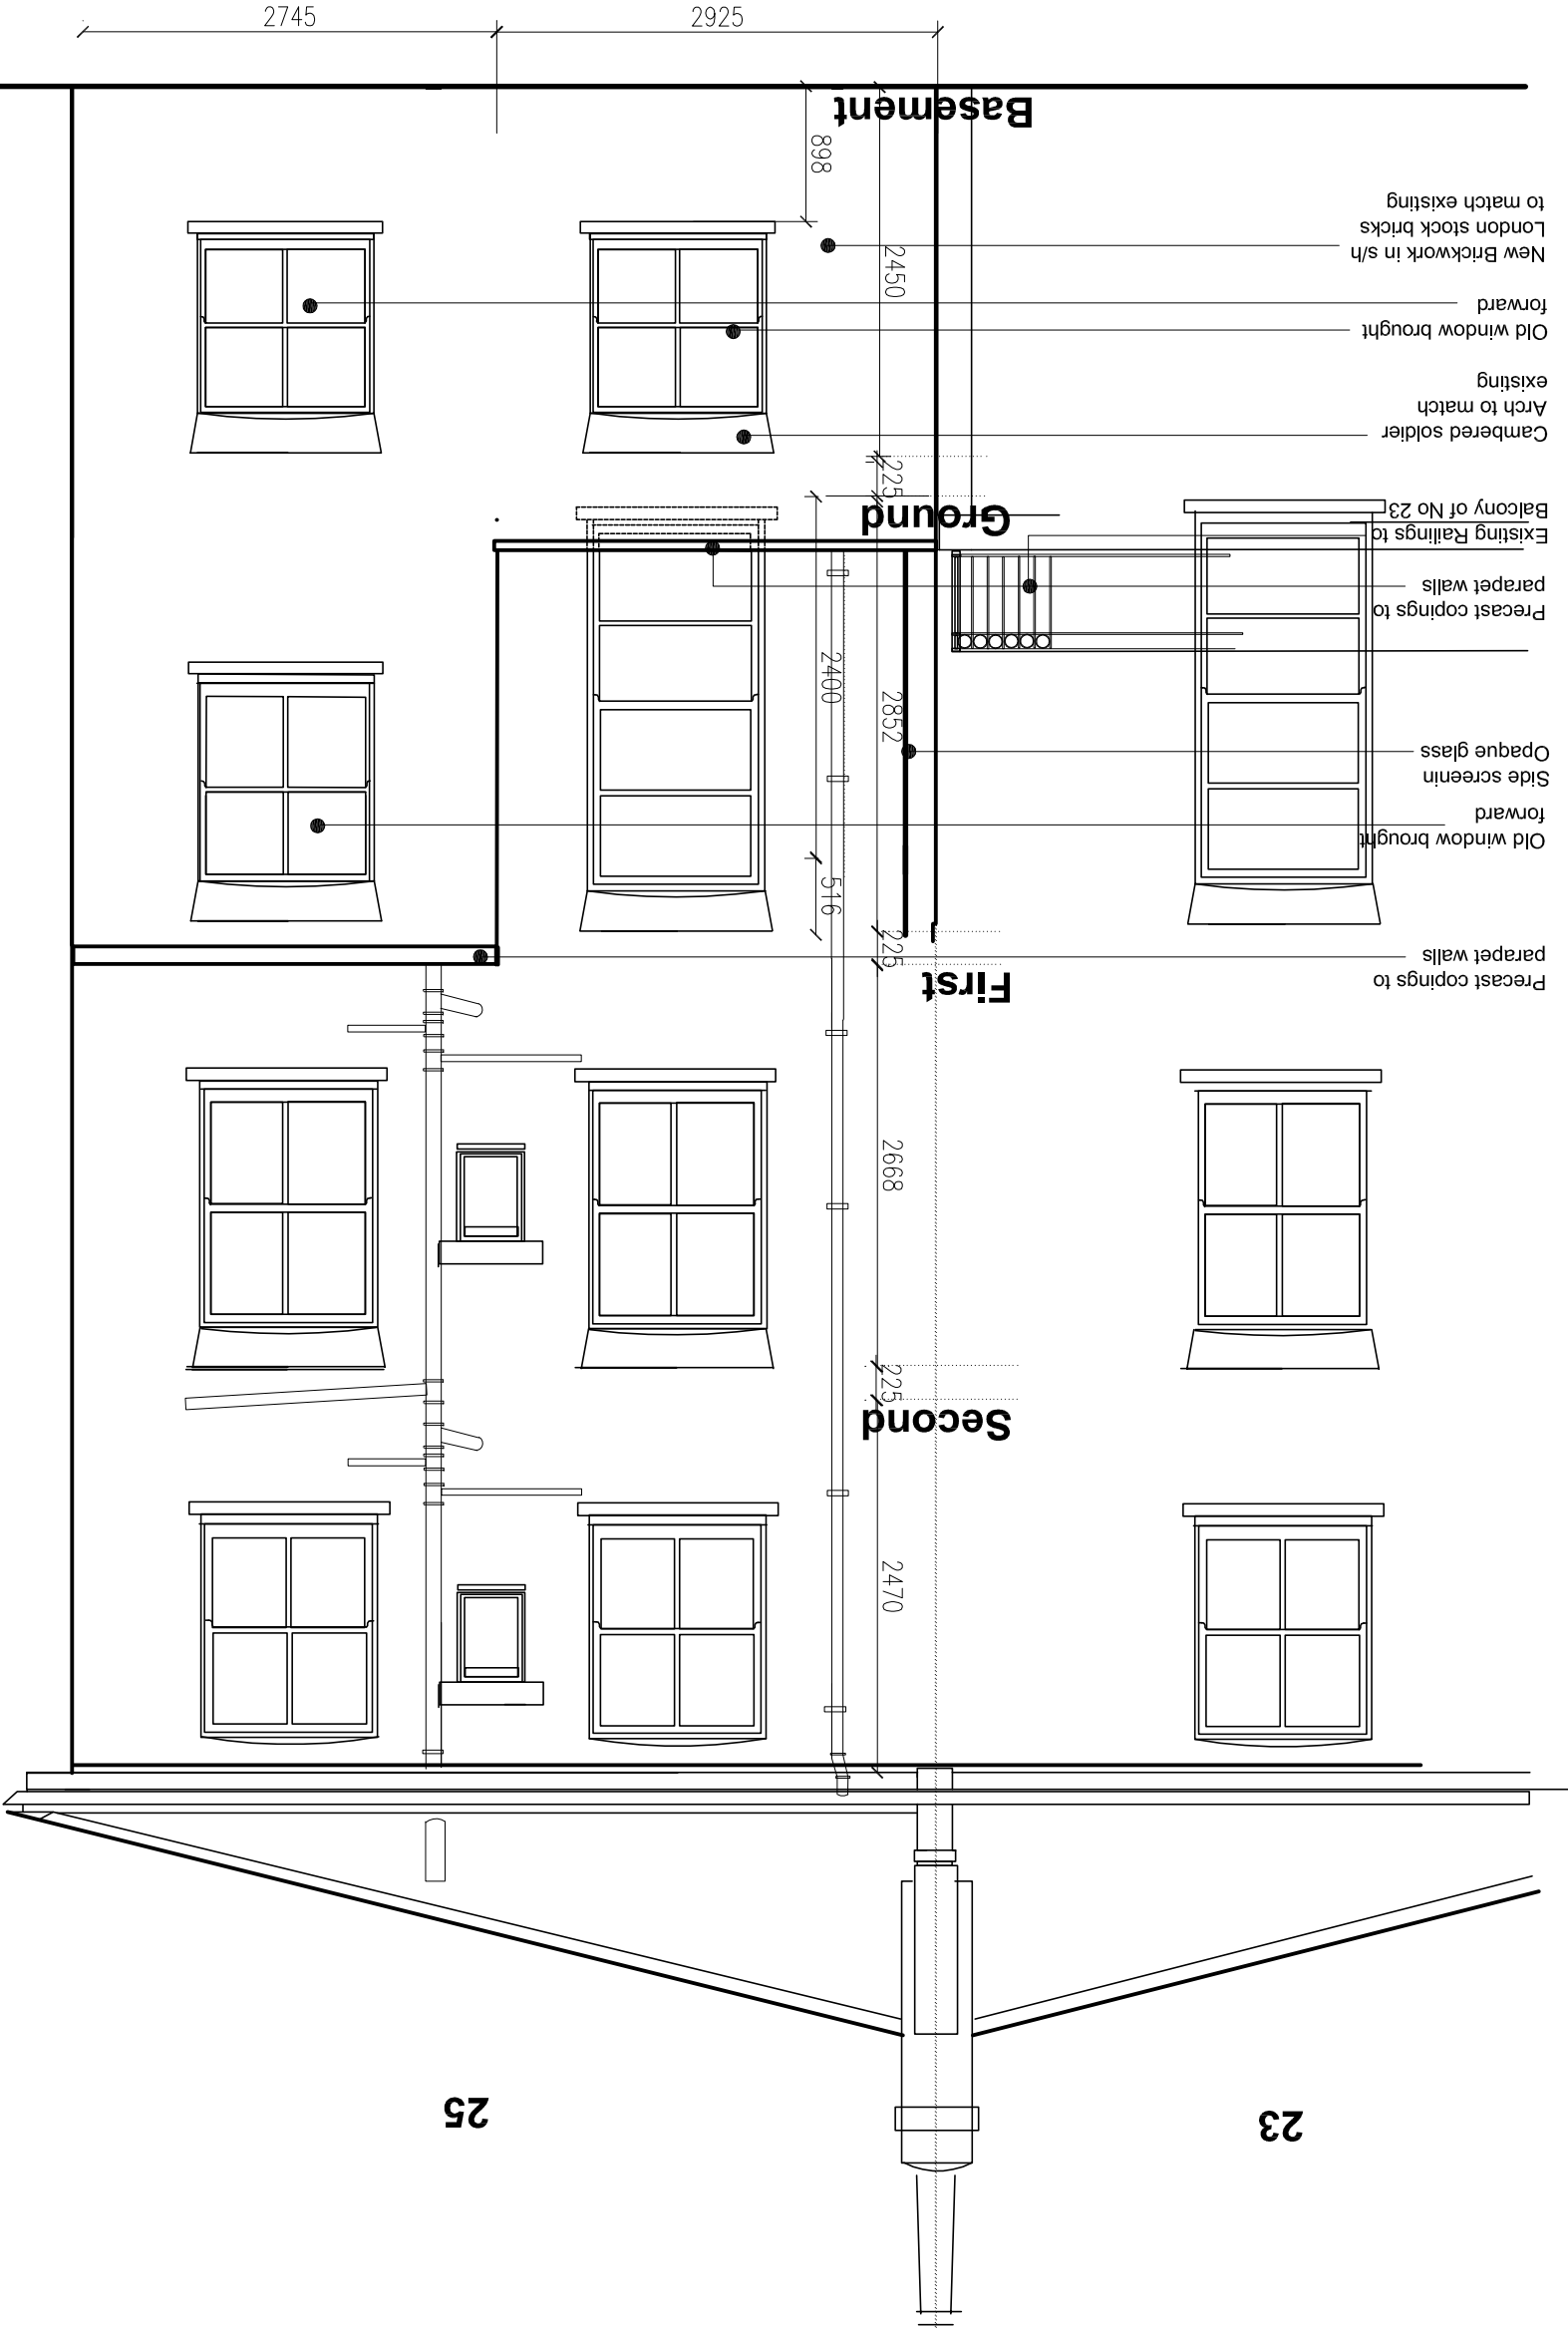 23
25
2470
Second
225
2668
First
225
Precast copings to
parapet walls
516
Old window brought
forward
Side screenin
Opaque glass
2852
2400
Precast copings to
parapet walls
Existing Railings to
Balcony of No 23
Ground
225
Cambered soldier
Arch to match
existing
Old window brought
forward
2450
New Brickwork in s/h
London stock bricks
to match existing
898
Basement
2925
2745